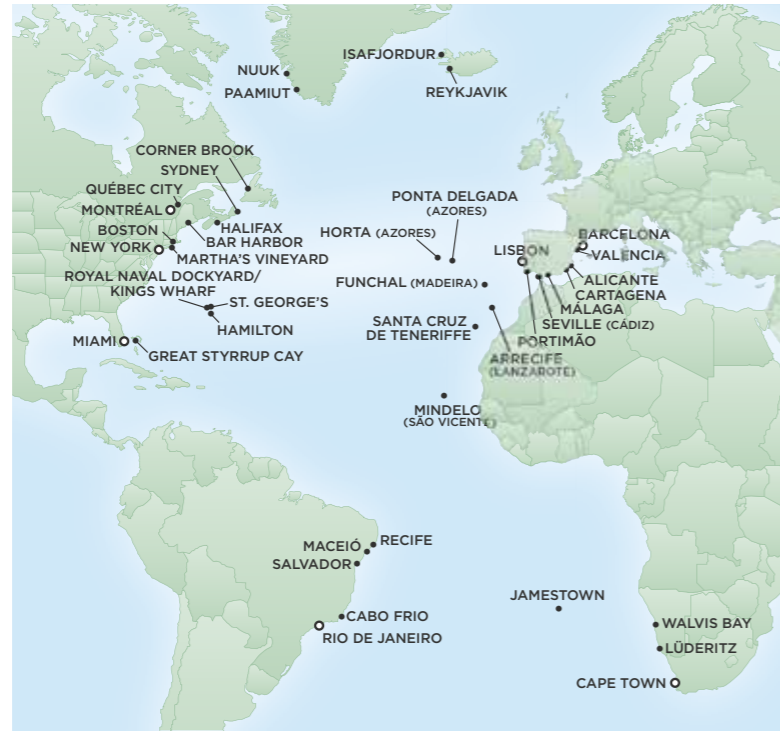 ISAFJORDUR
NUUK
REYKJAVIK
PAAMIUT
CORNER BROOK
SYDNEY
QUÉBEC CITY
MONTRÉAL
HALIFAX
BOSTON
BAR HARBOR
NEW YORK
MARTHA'S VINEYARD
ROYAL NAVAL DOCKYARD/
KINGS WHARF
ST. GEORGE'S
HAMILTON
MIAMI
GREAT STYRRUP CAY
PONTA DELGADA
(AZORES)
HORTA (AZORES)
LISBON
BARCELONA
VALENCIA
FUNCHAL (MADEIRA)
ALICANTE
CARTAGENA
MÁLAGA
SEVILLE (CÁDIZ)
SANTA CRUZ
DE TENERIFFE
PORTIMÃO
ARRECIFE
(LANZAROTE)
MINDELO
(SÃO VICENTE)
RECIFE
MACEIÓ
SALVADOR
JAMESTOWN
CABO FRIO
RIO DE JANEIRO
WALVIS BAY
LÜDERITZ
CAPE TOWN